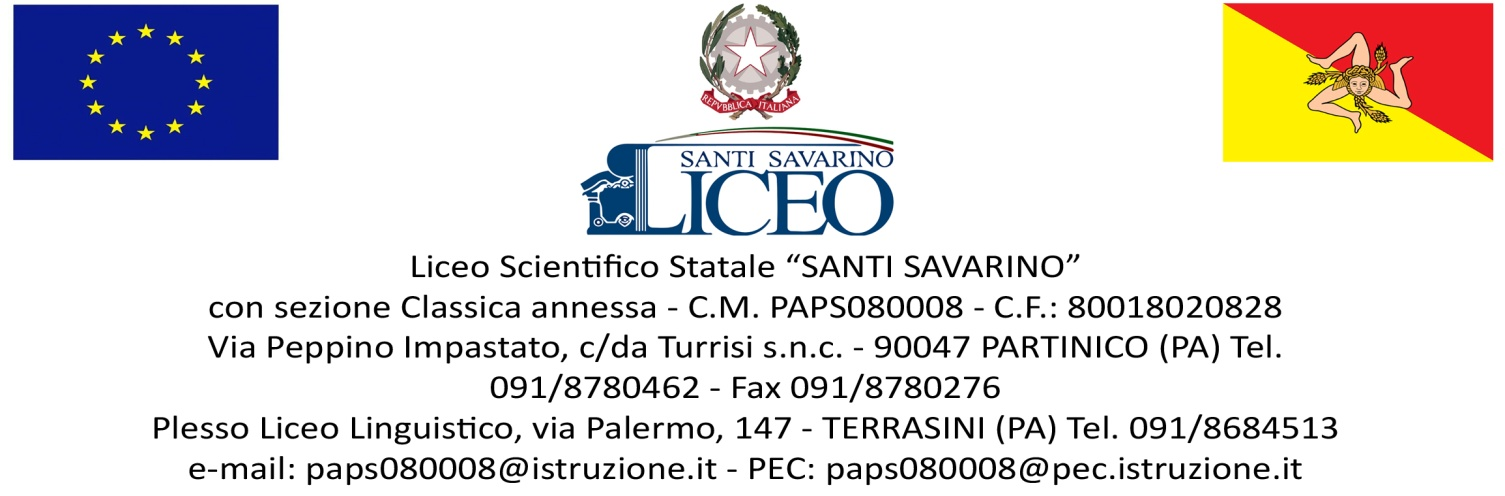 REPVBBLICA ITALIANA
SANTI SAVARINO
LICEO
Liceo Scientifico Statale “SANTI SAVARINO”
con sezione Classica annessa - C.M. PAPS080008 - C.F.: 80018020828
Via Peppino Impastato, c/da Turrisi s.n.c. - 90047 PARTINICO (PA) Tel.
091/8780462 - Fax 091/8780276
Plesso Liceo Linguistico, via Palermo, 147 - TERRASINI (PA) Tel. 091/8684513
e-mail: paps080008@istruzione.it - PEC: paps080008@pec.istruzione.it